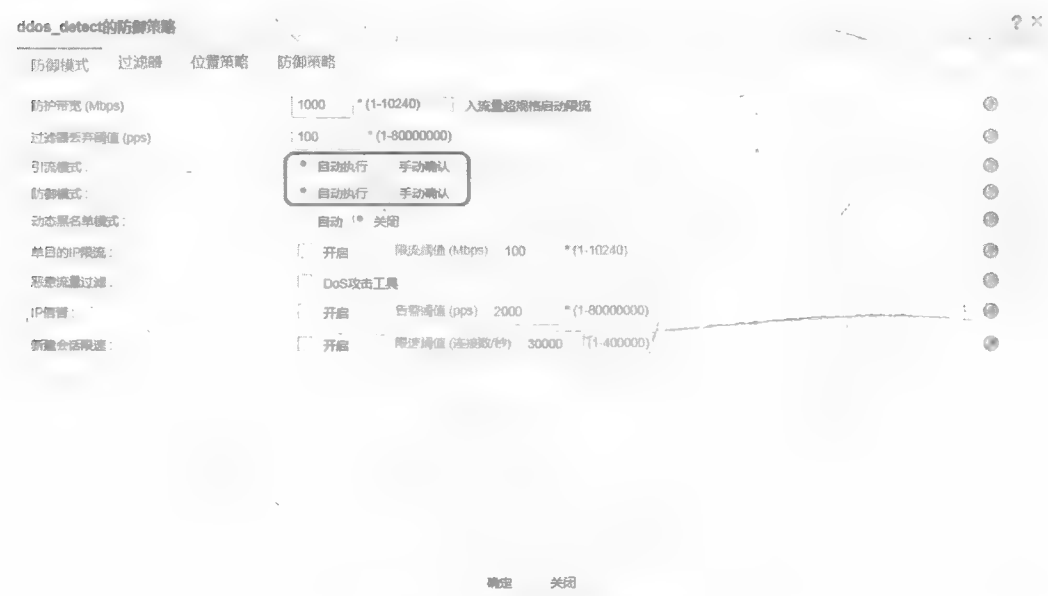 ddos_detect的防御策略 ? ×
防御模式 过滤器 位置策略 防御策略
防护带宽 (Mbps) 1000 * (1-10240) 入流量超规格启动限流
过滤器丢弃阈值 (pps) 100 * (1-80000000)
引流模式: 自动执行 手动确认
防御模式: 自动执行 手动确认
动态黑名单模式: 自动 关闭
单目的IP限流: 开启 限流阈值 (Mbps) 100 * (1-10240)
恶意流量过滤: DoS攻击工具
IP信誉: 开启 告警阈值 (pps) 2000 * (1-80000000)
新建会话限速: 开启 限速阈值 (连接数/秒) 30000 (1-400000)
确定 关闭